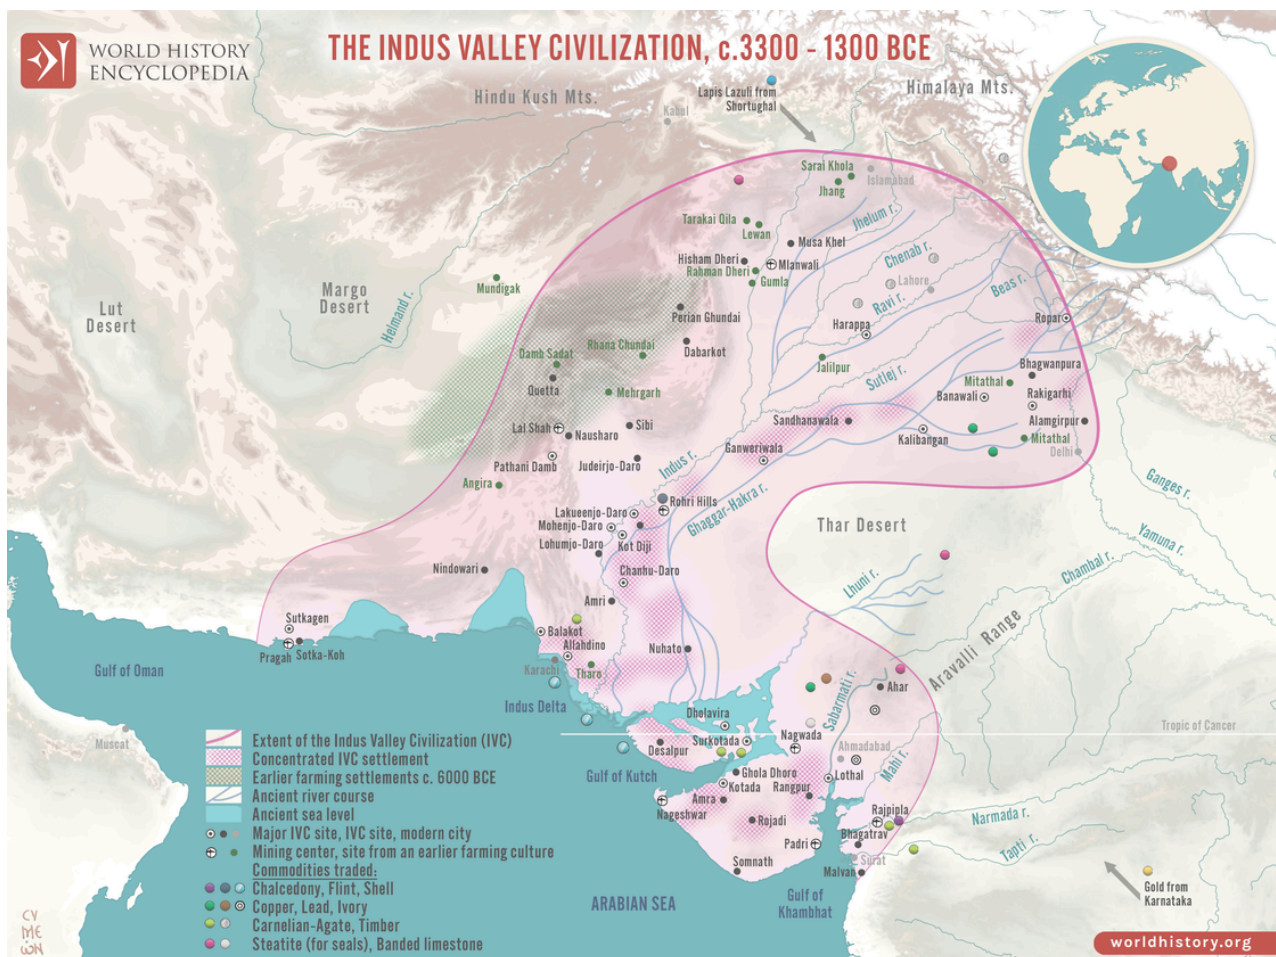 WORLD HISTORY
ENCYCLOPEDIA
THE INDUS VALLEY CIVILIZATION, c.3300 - 1300 BCE
Hindu Kush Mts.
Himalaya Mts.
Lapis Lazuli from
Shortughal
Kabul
Sarai Khola
Islamabad
Jhang
Tarakai Qila
Lewan
Jhelum r.
Musa Khel
Chenab r.
Hisham Dheri
Mlanwali
Rahman Dheri
Gumla
Mundigak
Lahore
Beas r.
Lut
Desert
Margo
Desert
Helmand r.
Perian Ghundai
Ravi r.
Harappa
Ropar
Rhana Chundai
Dabarkot
Damb Sadat
Jalilpur
Bhagwanpura
Quetta
Sutlej r.
Mitathal
Mehrgarh
Banawali
Rakigarhi
Sandhanawala
Alamgirpur
Lal Shah
Sibi
Nausharo
Kalibangan
Mitathal
Ganweriwala
Delhi
Pathani Damb
Judeirjo-Daro
Indus r.
Angira
Ganges r.
Rohri Hills
Ghaggar-Hakra r.
Lakueenjo-Daro
Mohenjo-Daro
Thar Desert
Yamuna r.
Lohumjo-Daro
Kot Diji
Chambal r.
Nindowari
Chanhu-Daro
Lhuni r.
Amri
Sutkagen
Balakot
Aravalli Range
Allahdino
Nuhato
Pragah
Sotka-Koh
Gulf of Oman
Karachi
Tharo
Ahar
Sabarmati r.
Indus Delta
Dholavira
Tropic of Cancer
Muscat
Surkotada
Nagwada
Desalpur
Ahmadabad
Mahi r.
Gulf of Kutch
Ghola Dhoro
Lothal
Kotada
Rangpur
Amra
Nageshwar
Rajpipla
Narmada r.
Rojadi
Bhagatrav
Padri
Tapti r.
Surat
Somnath
Malvan
Gulf of
Khambhat
ARABIAN SEA
Gold from
Karnataka
Extent of the Indus Valley Civilization (IVC)
Concentrated IVC settlement
Earlier farming settlements c. 6000 BCE
Ancient river course
Ancient sea level
Major IVC site, IVC site, modern city
Mining center, site from an earlier farming culture
Commodities traded:
Chalcedony, Flint, Shell
Copper, Lead, Ivory
Carnelian-Agate, Timber
Steatite (for seals), Banded limestone
worldhistory.org